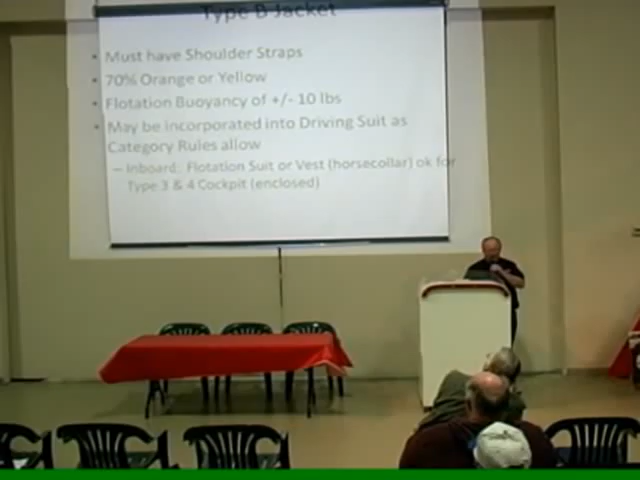 Type B Jacket
• Must have Shoulder Straps
• 70% Orange or Yellow
• Flotation Buoyancy of +/- 10 lbs
• May be incorporated into Driving Suit as
Category Rules allow
– Inboard: Flotation Suit or Vest (horsecollar) ok for
Type 3 & 4 Cockpit (enclosed)